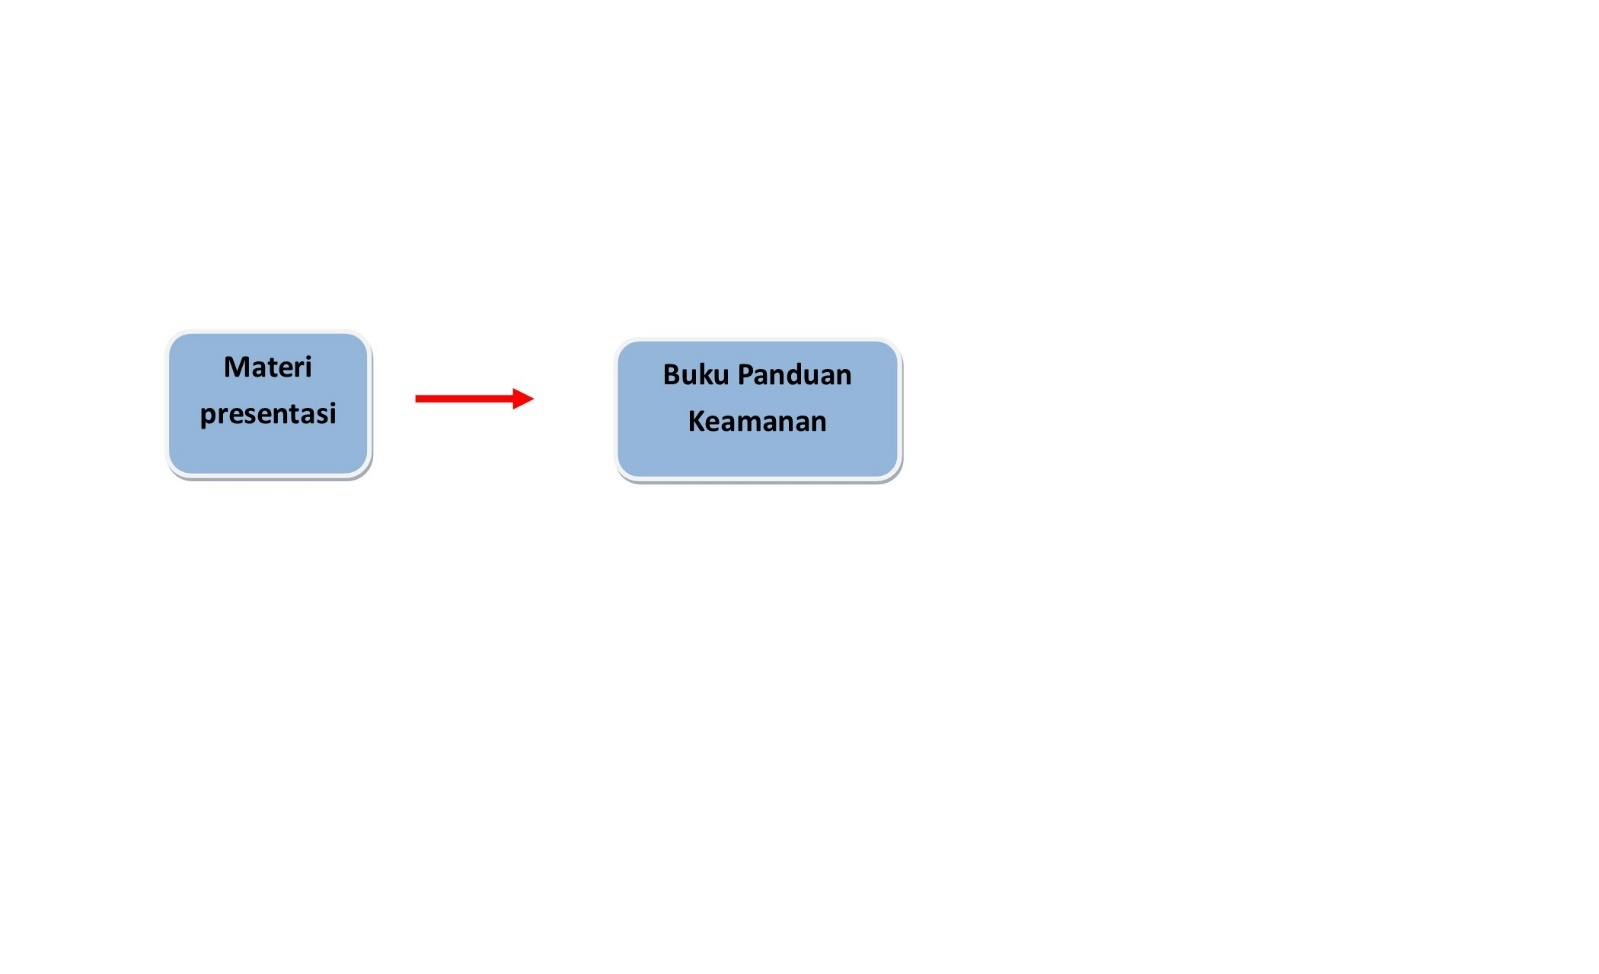 Materi
presentasi
Buku Panduan
Keamanan